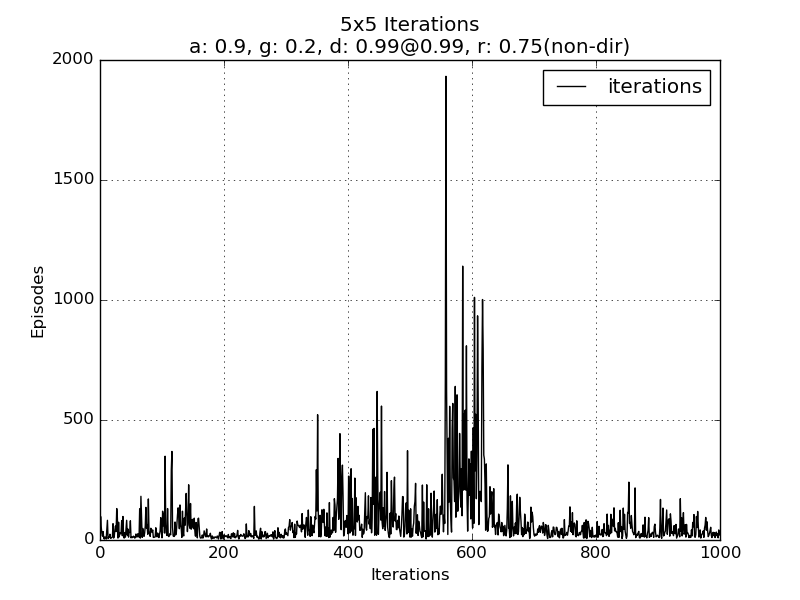 5x5 Iterations
a: 0.9, g: 0.2, d: 0.99@0.99, r: 0.75(non-dir)
iterations
2000
1500
1000
500
0
Episodes
0 200 400 600 800 1000
Iterations